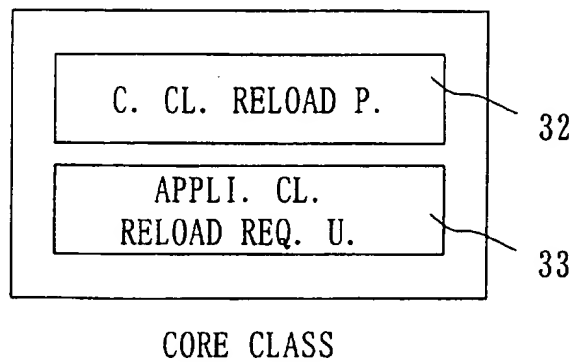 C. CL. RELOAD P.
32
APPLI. CL.
RELOAD REQ. U.
33
CORE CLASS